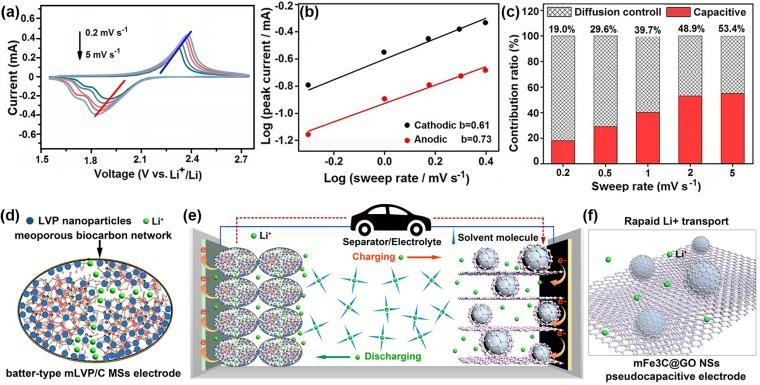 (a)
0.2 mV s-1
5 mV s-1
Current (mA)
0.6
0.4
0.2
0.0
-0.2
-0.4
-0.6
1.5 1.8 2.1 2.4 2.7
Voltage (V vs. Li+/Li)
(b)
Log (peak current / mA)
-0.4
-0.6
-0.8
-1.0
-1.2
Cathodic b=0.61
Anodic b=0.73
0.0 0.2 0.4
Log (sweep rate / mV s-1)
(c)
Diffusion controll
Capacitive
Contribution ratio (%)
120
100
80
60
40
20
0
19.0% 29.6% 39.7% 48.9% 53.4%
0.2 0.5 1 2 5
Sweep rate (mV s-1)
(d)
LVP nanoparticles Li+
meoporous biocarbon network
batter-type mLVP/C MSs electrode
(e)
Li+
Separator/Electrolyte
Solvent molecule
Charging
Discharging
e-
e-
e-
e-
e-
e-
e-
(f)
Rapaid Li+ transport
Li+
mFe3C@GO NSs
pseudocapacitive electrode